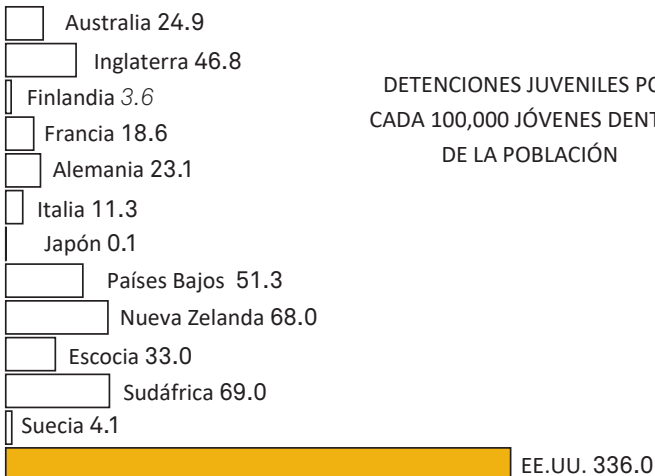 Australia 24.9
Inglaterra 46.8
Finlandia 3.6
DETENCIONES JUVENILES PO
CADA 100,000 JÓVENES DENT
DE LA POBLACIÓN
Francia 18.6
Alemania 23.1
Italia 11.3
Japón 0.1
Países Bajos 51.3
Nueva Zelanda 68.0
Escocia 33.0
Sudáfrica 69.0
Suecia 4.1
EE.UU. 336.0